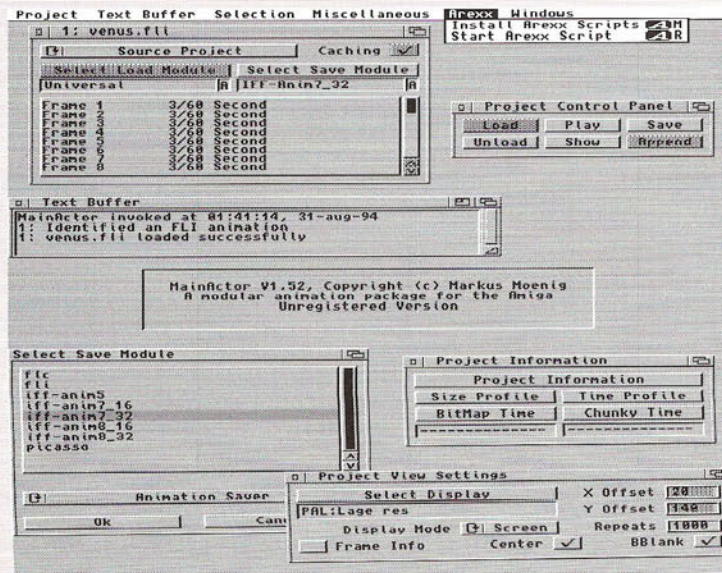 Project Text Buffer Selection Miscellaneous Arexx Windows
Install Arexx Scripts A M
Start Arexx Script A R
1: venus.fli
Source Project
Caching
Select Load Module
Select Save Module
Universal
A
IFF-Anim7_32
A
Frame 1 3/60 Second
Frame 2 3/60 Second
Frame 3 3/60 Second
Frame 4 3/60 Second
Frame 5 3/60 Second
Frame 6 3/60 Second
Frame 7 3/60 Second
Frame 8 3/60 Second
Project Control Panel
Load Play Save
Unload Show Append
Text Buffer
MainActor invoked at 01:41:14, 31-aug-94
1: Identified an FLI animation
1: venus.fli loaded successfully
MainActor V1.52, Copyright (c) Markus Moenig
A modular animation package for the Amiga
Unregistered Version
Select Save Module
flc
fli
iff-anim5
iff-anim7_16
iff-anim7_32
iff-anim8_16
iff-anim8_32
picasso
Animation Saver
Ok
Can
Project Information
Project Information
Size Profile Time Profile
BitMap Time Chunky Time
-------------- --------------
Project View Settings
Select Display
PAL:Lage res
Display Mode Screen
Frame Info
Center
X Offset 20
Y Offset 140
Repeats 1000
BBlank